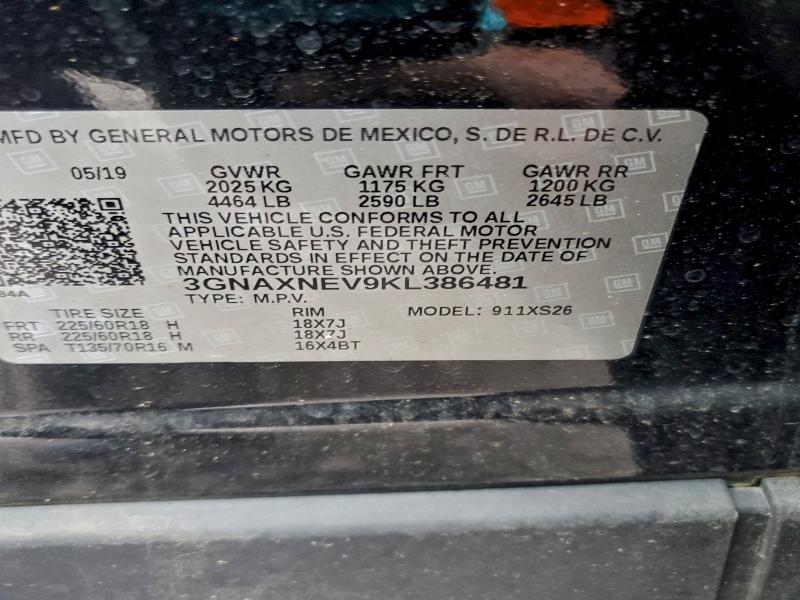 MFD BY GENERAL MOTORS DE MEXICO, S. DE R.L. DE C.V.
05/19 GVWR GAWR FRT GAWR RR
2025 KG 1175 KG 1200 KG
4464 LB 2590 LB 2645 LB
THIS VEHICLE CONFORMS TO ALL
APPLICABLE U.S. FEDERAL MOTOR
VEHICLE SAFETY AND THEFT PREVENTION
STANDARDS IN EFFECT ON THE DATE OF
MANUFACTURE SHOWN ABOVE.
3GNAXNEV9KL386481
TYPE: M.P.V.
TIRE SIZE RIM MODEL: 911XS26
FRT 225/60R18 H 18X7J
RR 225/60R18 H 18X7J
SPA T135/70R16 M 16X4BT